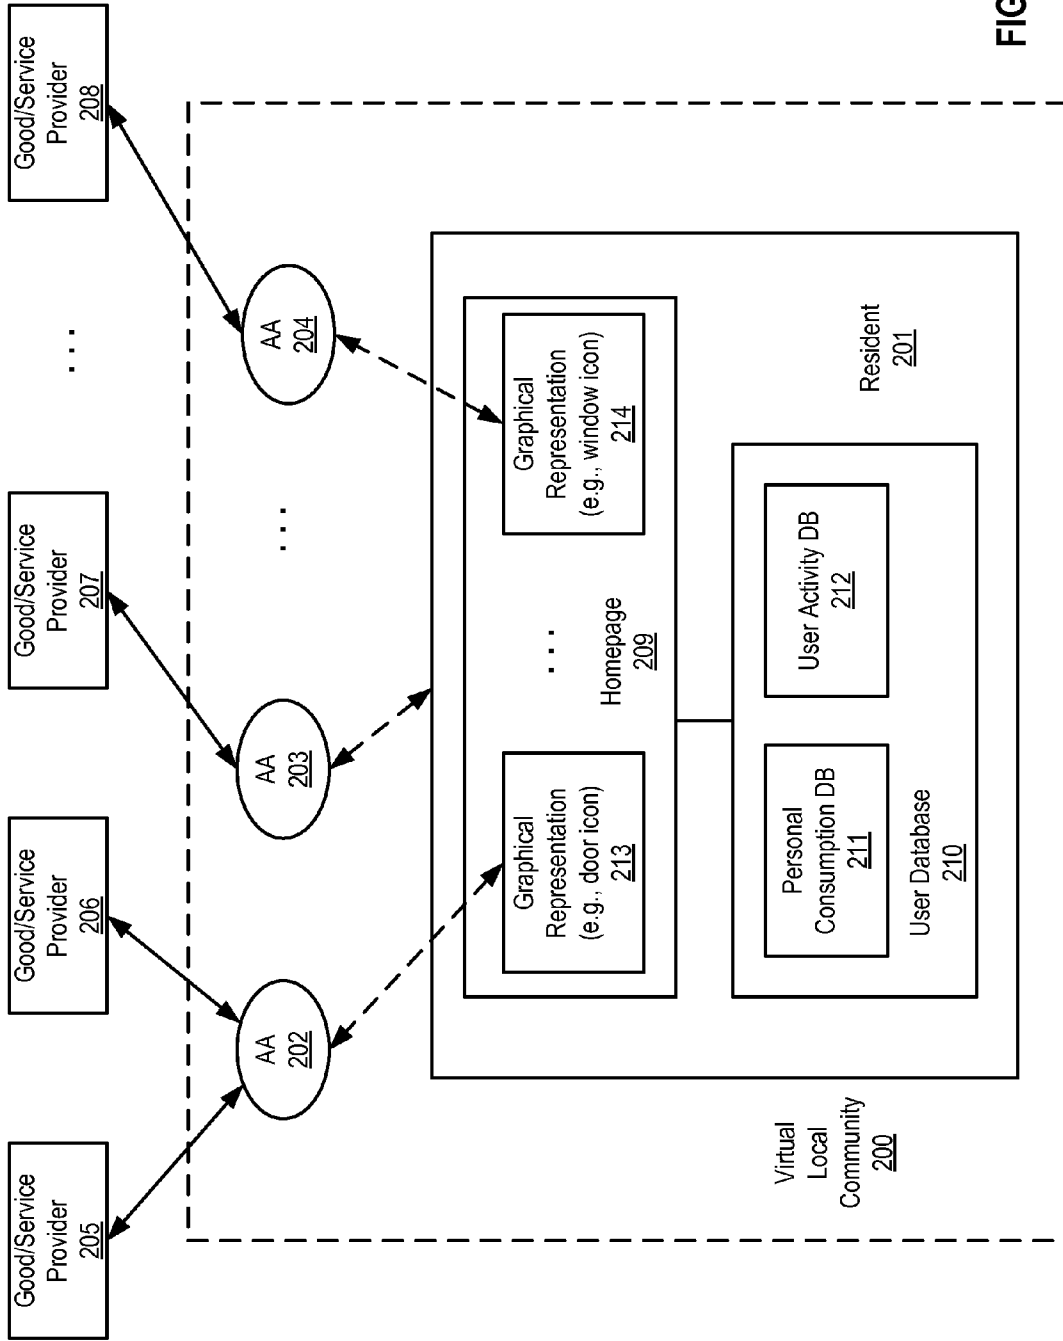 Good/Service
Provider
205
Good/Service
Provider
206
Good/Service
Provider
207
. . .
Good/Service
Provider
208
AA
202
AA
203
. . .
AA
204
Graphical
Representation
(e.g., door icon)
213
. . .
Graphical
Representation
(e.g., window icon)
214
Homepage
209
Personal
Consumption DB
211
User Activity DB
212
User Database
210
Resident
201
Virtual
Local
Community
200
FIG